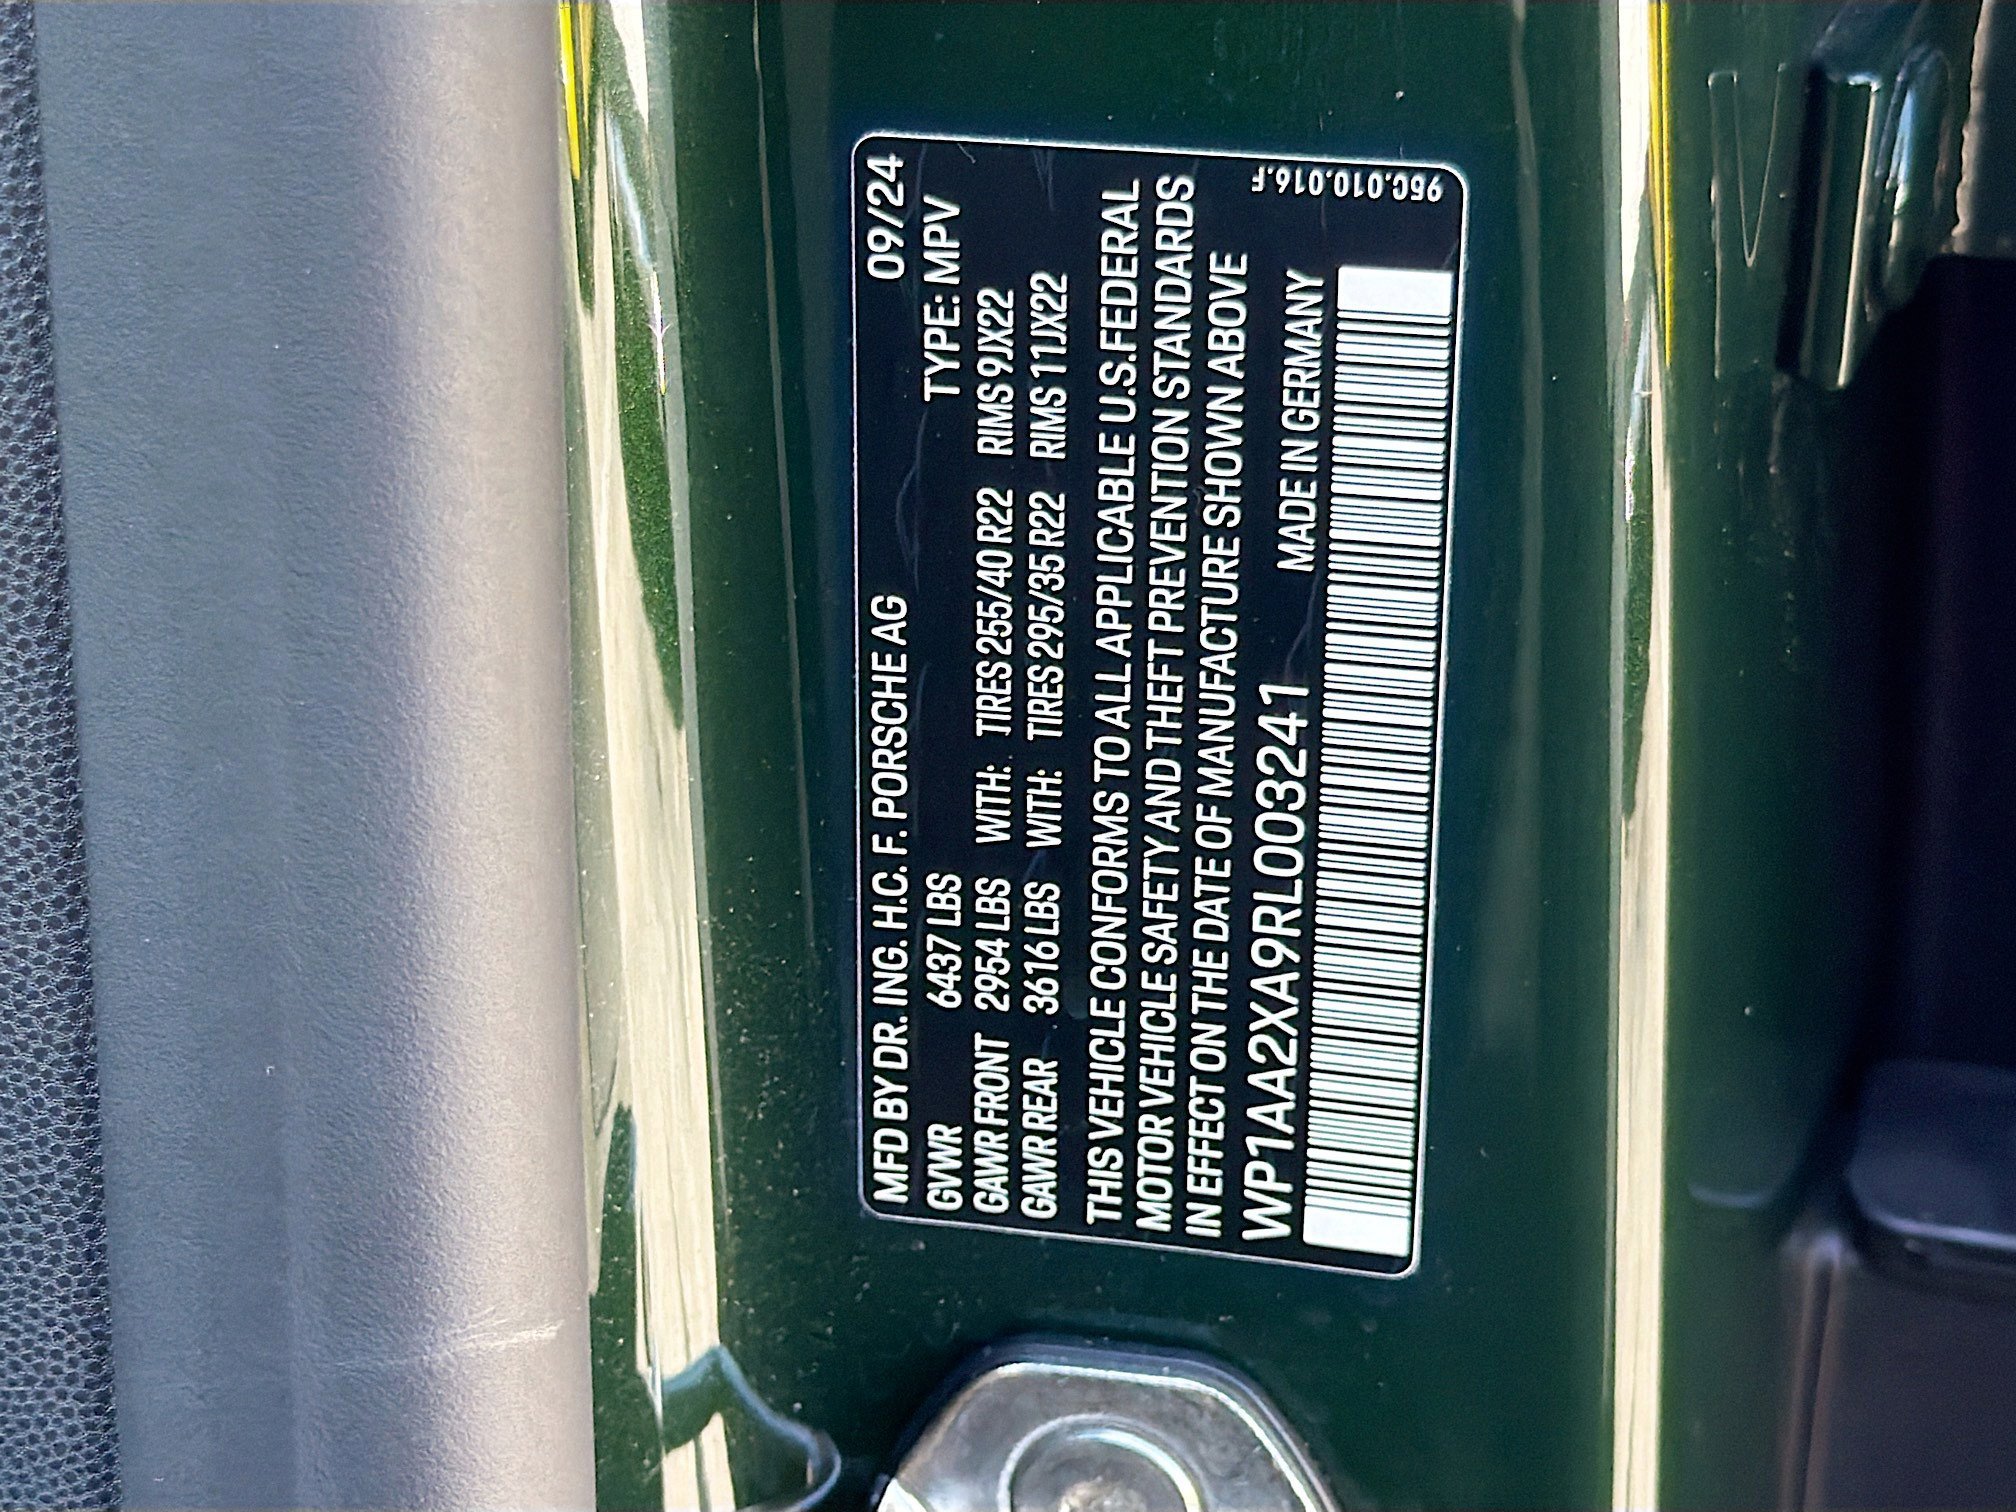 MFD BY DR. ING. H.C. F. PORSCHE AG 09/24
GVWR 6437 LBS TYPE: MPV
GAWR FRONT 2954 LBS WITH: TIRES 255/40 R22 RIMS 9JX22
GAWR REAR 3616 LBS WITH: TIRES 295/35 R22 RIMS 11JX22
THIS VEHICLE CONFORMS TO ALL APPLICABLE U.S. FEDERAL
MOTOR VEHICLE SAFETY AND THEFT PREVENTION STANDARDS
IN EFFECT ON THE DATE OF MANUFACTURE SHOWN ABOVE
WP1AA2XA9RL003241 MADE IN GERMANY
95C.010.016.F